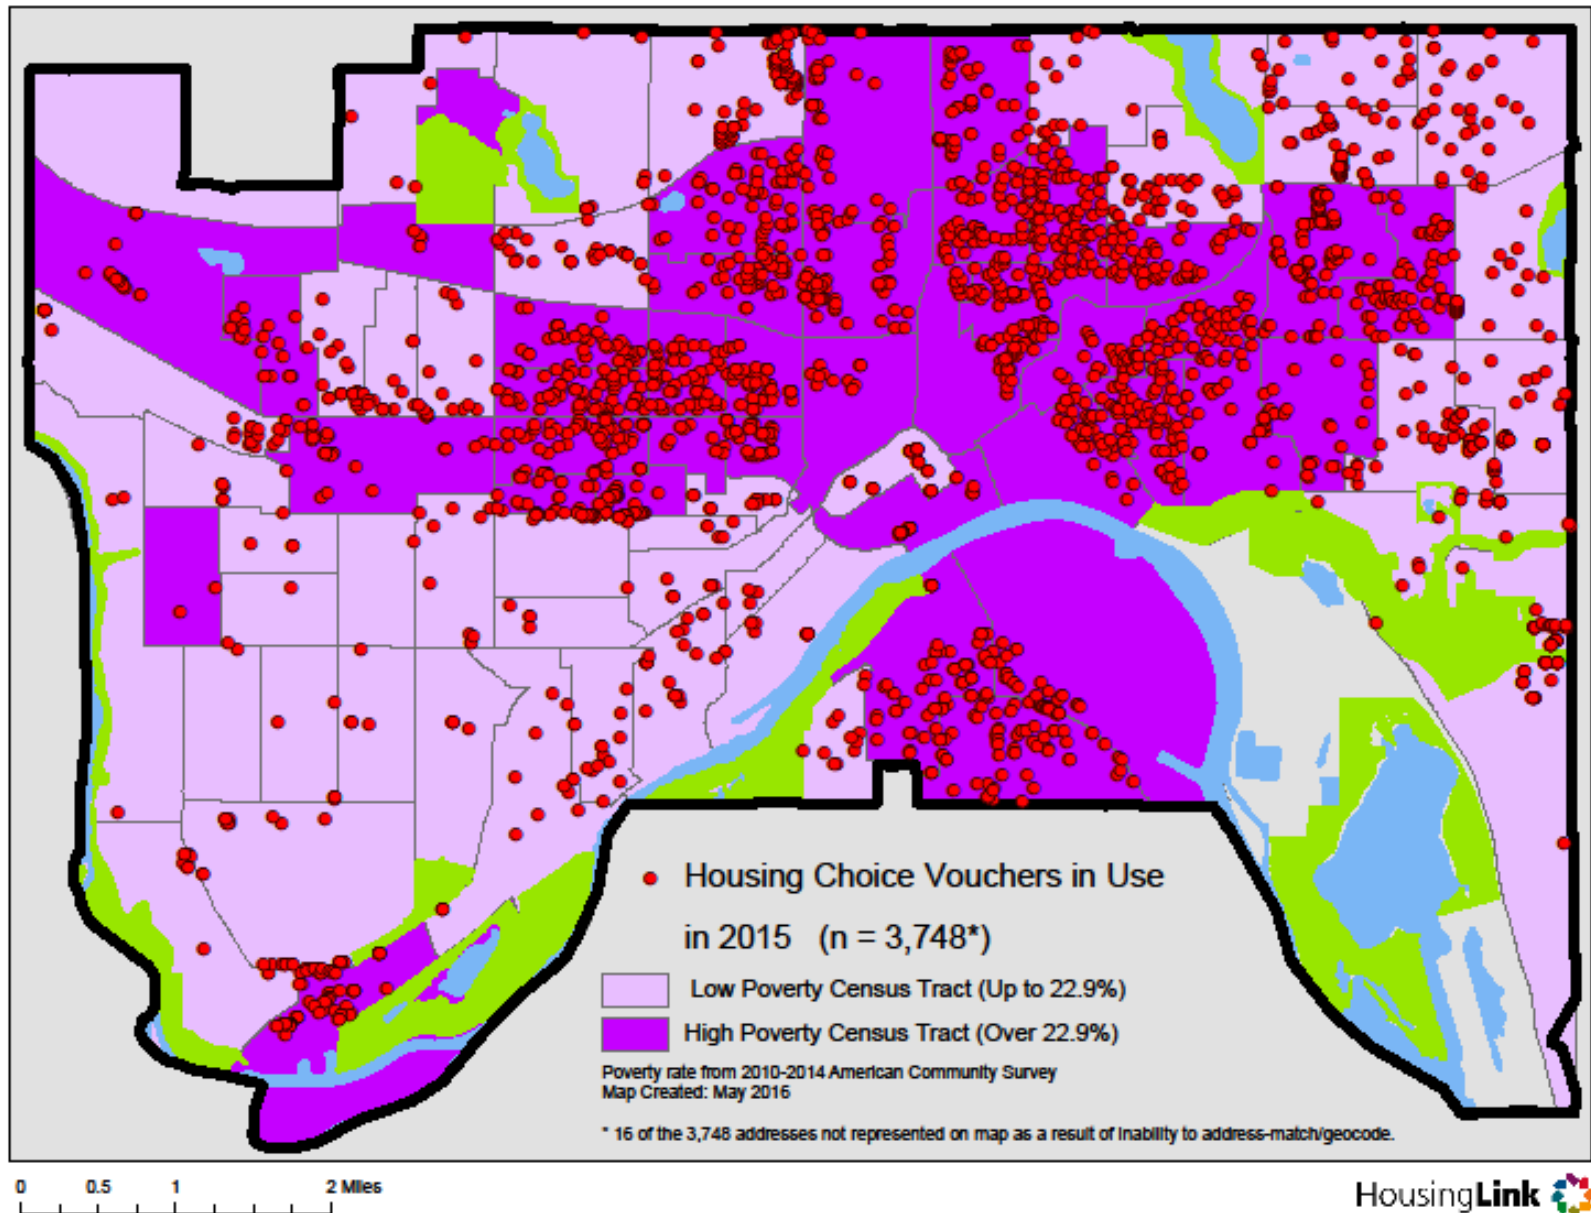 Housing Choice Vouchers in Use
in 2015 (n = 3,748*)
Low Poverty Census Tract (Up to 22.9%)
High Poverty Census Tract (Over 22.9%)
Poverty rate from 2010-2014 American Community Survey
Map Created: May 2016
* 16 of the 3,748 addresses not represented on map as a result of inability to address-match/geocode.
0 0.5 1 2 Miles
HousingLink